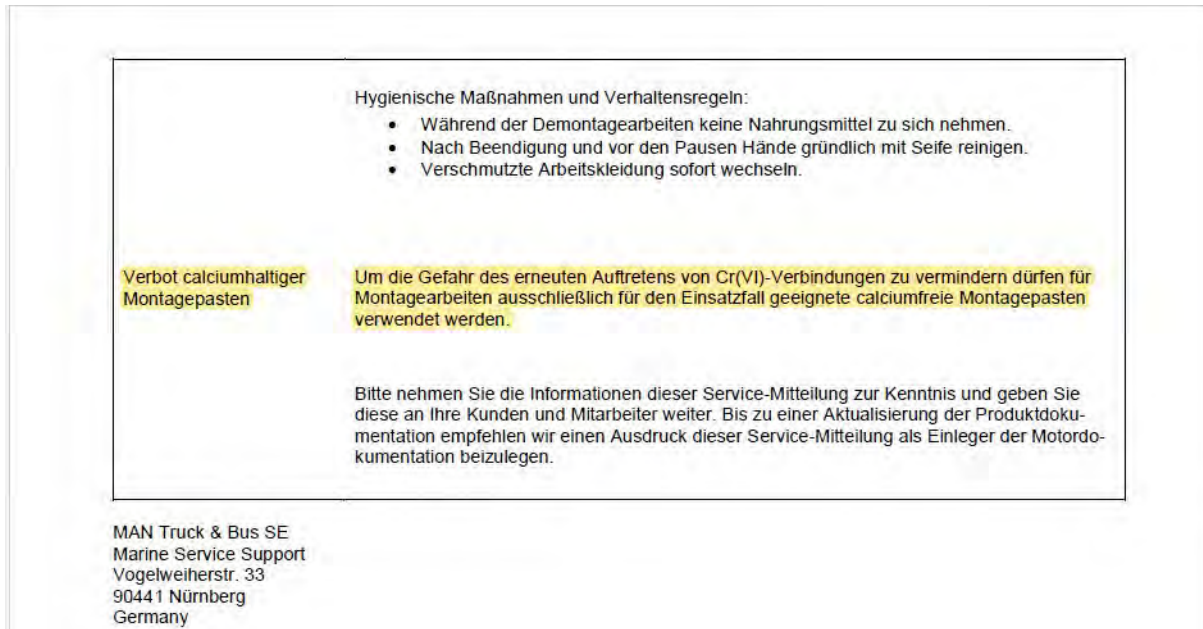 Hygienische Maßnahmen und Verhaltensregeln:
• Während der Demontagearbeiten keine Nahrungsmittel zu sich nehmen.
• Nach Beendigung und vor den Pausen Hände gründlich mit Seife reinigen.
• Verschmutzte Arbeitskleidung sofort wechseln.
Verbot calciumhaltiger
Montagepasten
Um die Gefahr des erneuten Auftretens von Cr(VI)-Verbindungen zu vermindern dürfen für
Montagearbeiten ausschließlich für den Einsatzfall geeignete calciumfreie Montagepasten
verwendet werden.
Bitte nehmen Sie die Informationen dieser Service-Mitteilung zur Kenntnis und geben Sie
diese an Ihre Kunden und Mitarbeiter weiter. Bis zu einer Aktualisierung der Produktdoku-
mentation empfehlen wir einen Ausdruck dieser Service-Mitteilung als Einleger der Motordo-
kumentation beizulegen.
MAN Truck & Bus SE
Marine Service Support
Vogelweiherstr. 33
90441 Nürnberg
Germany